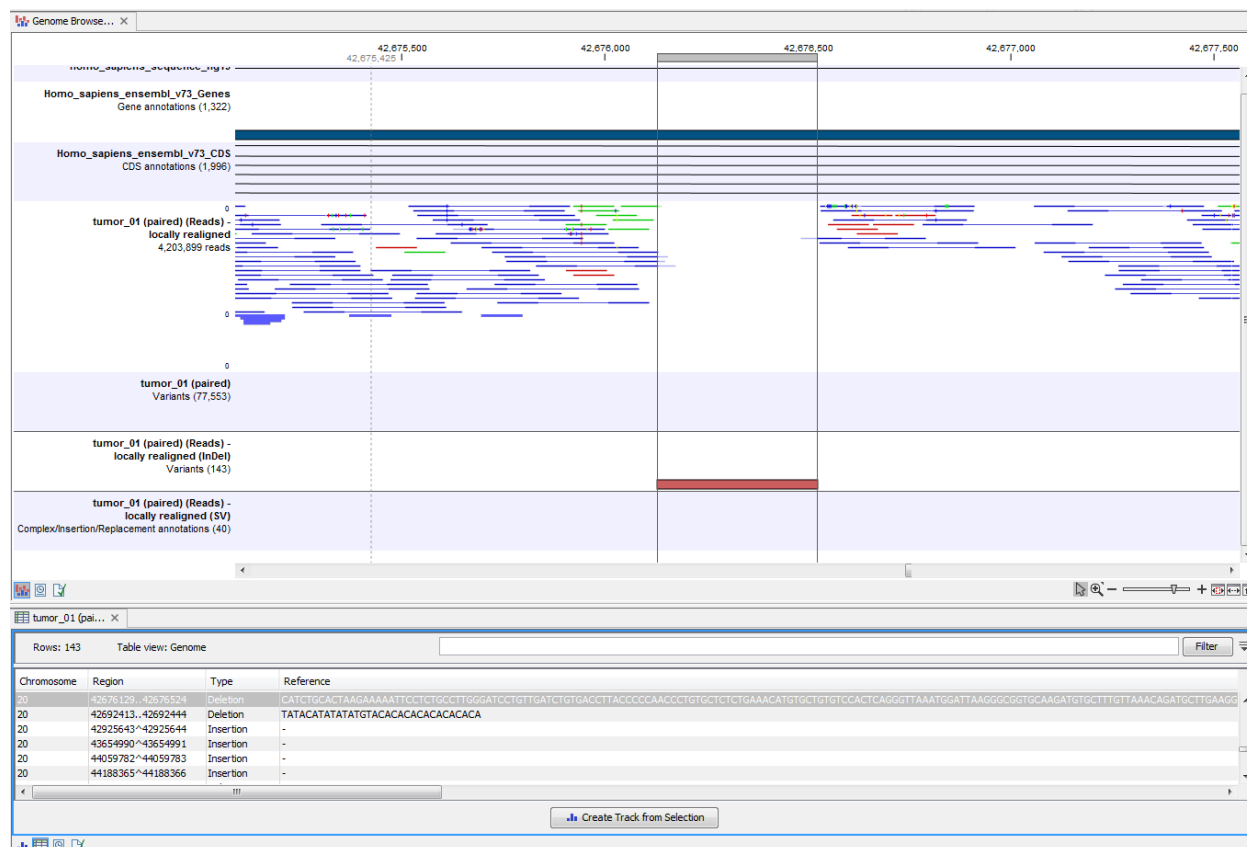 Genome Browse...
42,675,500 42,676,000 42,676,500 42,677,000 42,677,500
42,675,425
Homo_sapiens_sequence_hg19
Homo_sapiens_ensembl_v73_Genes
Gene annotations (1,322)
Homo_sapiens_ensembl_v73_CDS
CDS annotations (1,996)
0
tumor_01 (paired) (Reads) -
locally realigned
4,203,899 reads
0
0
tumor_01 (paired)
Variants (77,553)
tumor_01 (paired) (Reads) -
locally realigned (InDel)
Variants (143)
tumor_01 (paired) (Reads) -
locally realigned (SV)
Complex/Insertion/Replacement annotations (40)
tumor_01 (pai...
Rows: 143 Table view: Genome Filter
Chromosome Region Type Reference
20 42676129..42676524 Deletion CATCTGCACTAAGAAAAATTCCTCTGCCTTGGGATCCTGTTGATCTGTGACCTTACCCCCAACCCTGTGCTCTCTGAAACATGTGCTGTGTCCACTCAGGGTTAAATGGATTAAGGGCGGTGCAAGATGTGCTTTGTTAAACAGATGCTTGAAGG
20 42692413..42692444 Deletion TATACATATATATGTACACACACACACACACA
20 42925643^42925644 Insertion -
20 43654990^43654991 Insertion -
20 44059782^44059783 Insertion -
20 44188365^44188366 Insertion -
Create Track from Selection